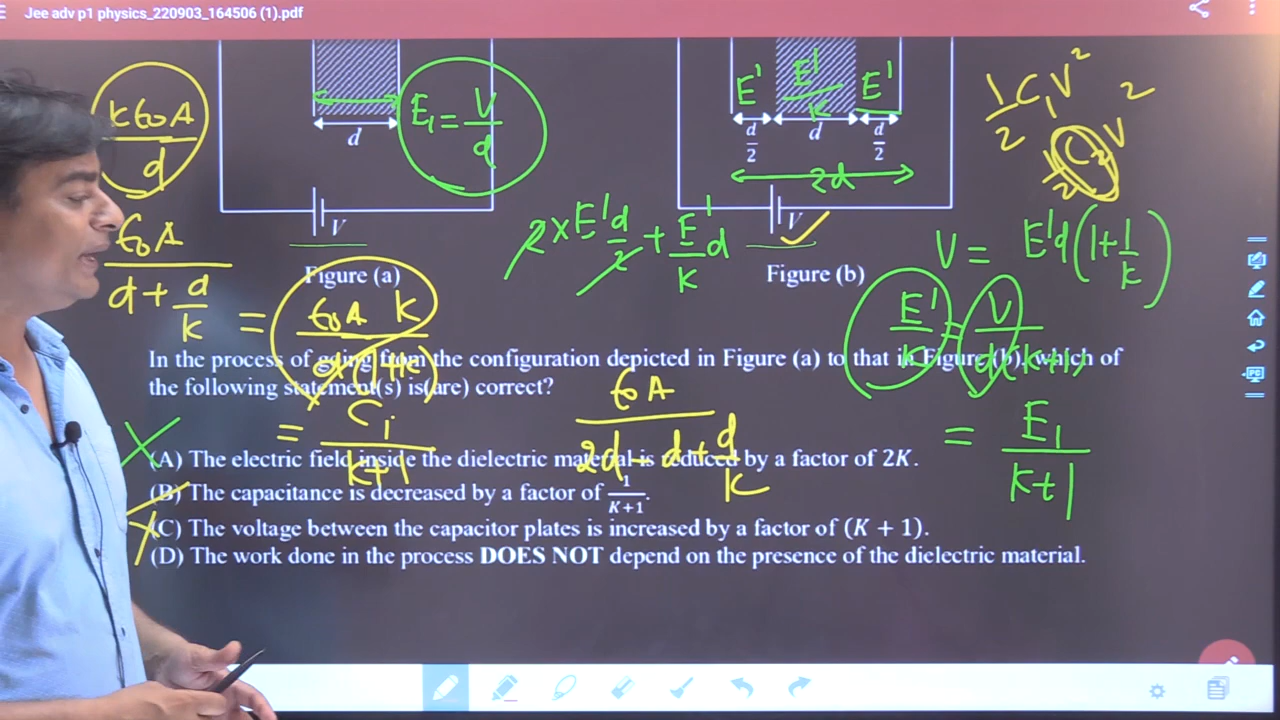 Jee adv p1 physics_220903_164506 (1).pdf
kε₀A/d
E₁ = V/d
d
V
Figure (a)
E' E'/k E'
d/2 d d/2
2d
V
Figure (b)
1/2 C₁V² 2
ε₀A/(d + d/k) = ε₀A k/
2 × E'd/2 + E'/k d
V = E'd(1 + 1/k)
E'/k = V/d(k+1)
In the process of going from the configuration depicted in Figure (a) to that in Figure (b), which of
the following statement(s) is(are) correct?
= C₁/(k+1)
2d - d + d/k
= E₁/(k+1)
(A) The electric field inside the dielectric material is reduced by a factor of 2K.
(B) The capacitance is decreased by a factor of 1/(K+1).
(C) The voltage between the capacitor plates is increased by a factor of (K + 1).
(D) The work done in the process DOES NOT depend on the presence of the dielectric material.